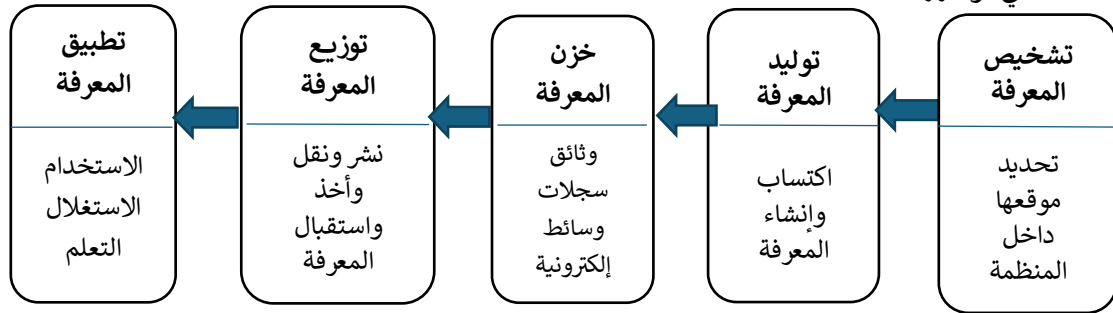 تشخيص
المعرفة
تحديد
موقعها
داخل
المنظمة
توليد
المعرفة
اكتساب
وإنشاء
المعرفة
خزن
المعرفة
وثائق
سجلات
وسائط
إلكترونية
توزيع
المعرفة
نشر ونقل
وأخذ
واستقبال
المعرفة
تطبيق
المعرفة
الاستخدام
الاستغلال
التعلم